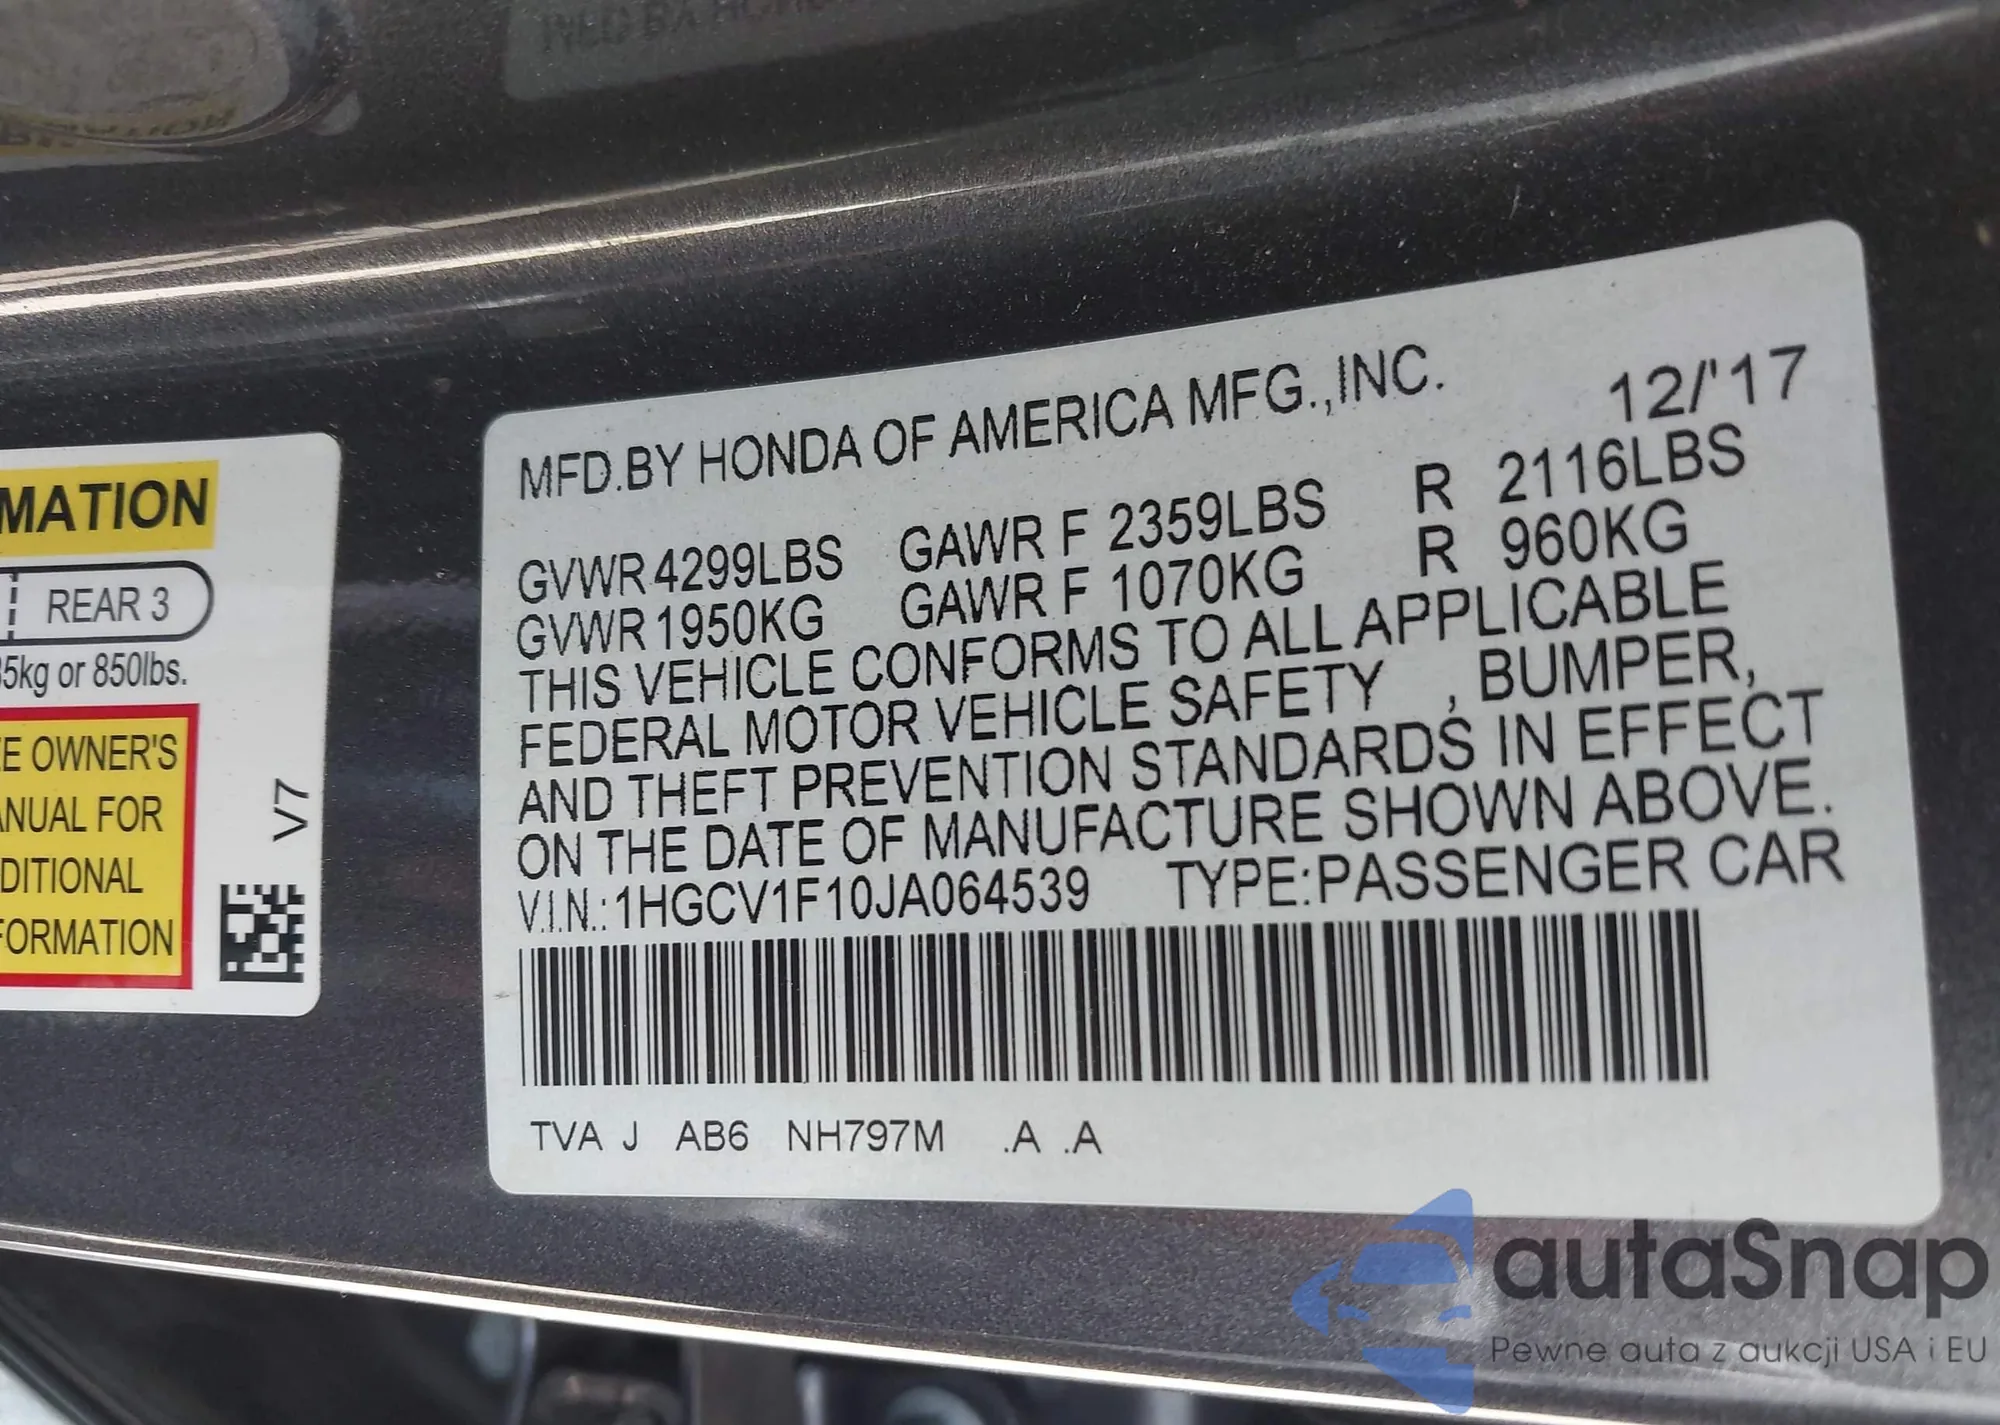 MATION
REAR 3
5kg or 850lbs.
E OWNER'S
ANUAL FOR
DITIONAL
FORMATION
V7
MFD.BY HONDA OF AMERICA MFG.,INC. 12/'17
GVWR 4299LBS GAWR F 2359LBS R 2116LBS
GVWR 1950KG GAWR F 1070KG R 960KG
THIS VEHICLE CONFORMS TO ALL APPLICABLE
FEDERAL MOTOR VEHICLE SAFETY , BUMPER,
AND THEFT PREVENTION STANDARDS IN EFFECT
ON THE DATE OF MANUFACTURE SHOWN ABOVE.
V.I.N.: 1HGCV1F10JA064539 TYPE:PASSENGER CAR
TVA J AB6 NH797M .A .A
autaSnap
Pewne auta z aukcji USA i EU